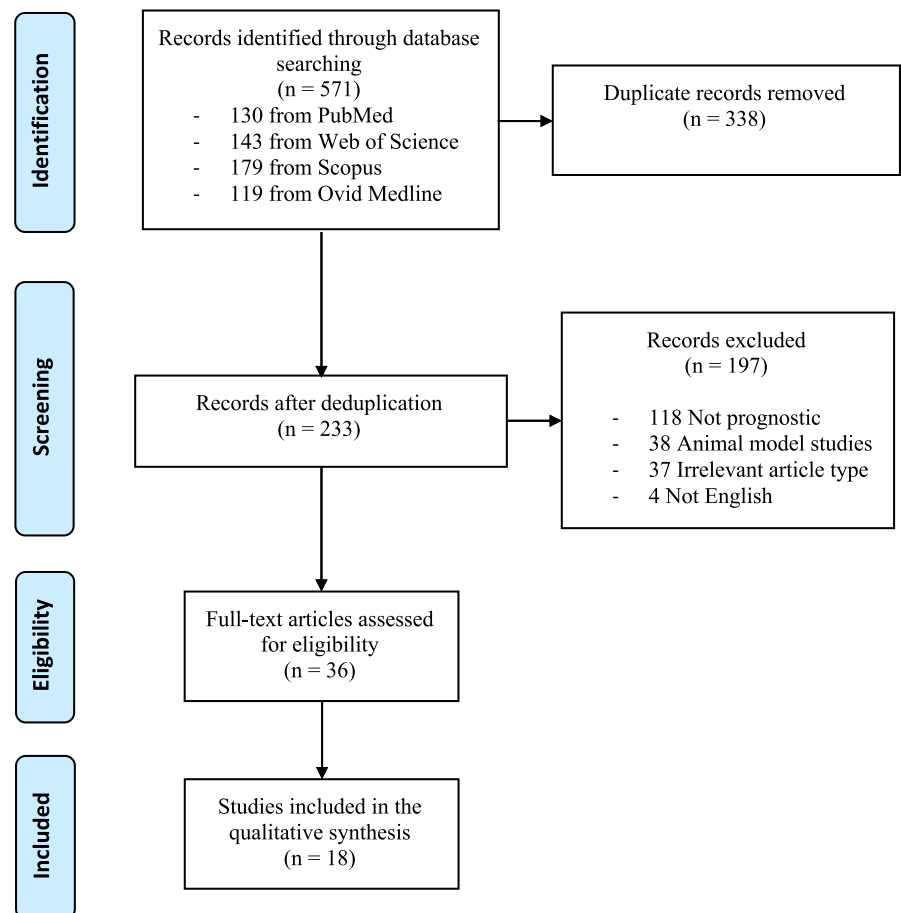 Identification
Records identified through database
searching
(n = 571)
- 130 from PubMed
- 143 from Web of Science
- 179 from Scopus
- 119 from Ovid Medline
Duplicate records removed
(n = 338)
Screening
Records after deduplication
(n = 233)
Records excluded
(n = 197)
- 118 Not prognostic
- 38 Animal model studies
- 37 Irrelevant article type
- 4 Not English
Eligibility
Full-text articles assessed
for eligibility
(n = 36)
Included
Studies included in the
qualitative synthesis
(n = 18)